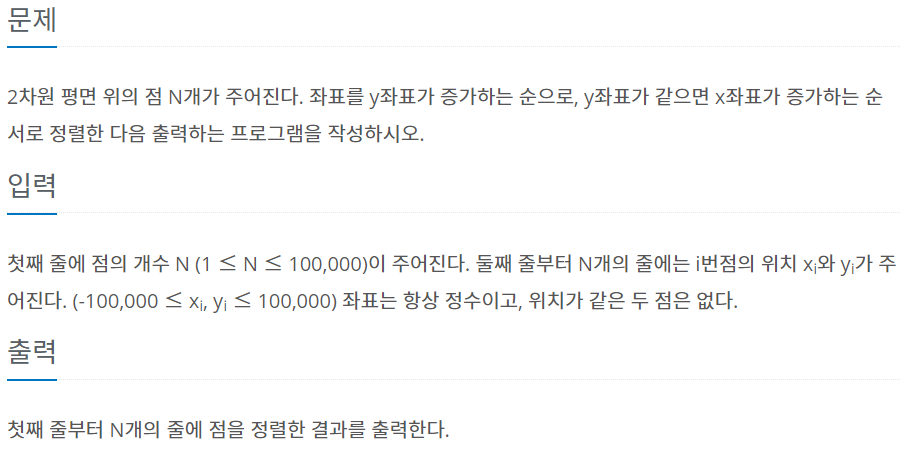 문제
2차원 평면 위의 점 N개가 주어진다. 좌표를 y좌표가 증가하는 순으로, y좌표가 같으면 x좌표가 증가하는 순
서로 정렬한 다음 출력하는 프로그램을 작성하시오.
입력
첫째 줄에 점의 개수 N (1 ≤ N ≤ 100,000)이 주어진다. 둘째 줄부터 N개의 줄에는 i번점의 위치 xi와 yi가 주
어진다. (-100,000 ≤ xi, yi ≤ 100,000) 좌표는 항상 정수이고, 위치가 같은 두 점은 없다.
출력
첫째 줄부터 N개의 줄에 점을 정렬한 결과를 출력한다.